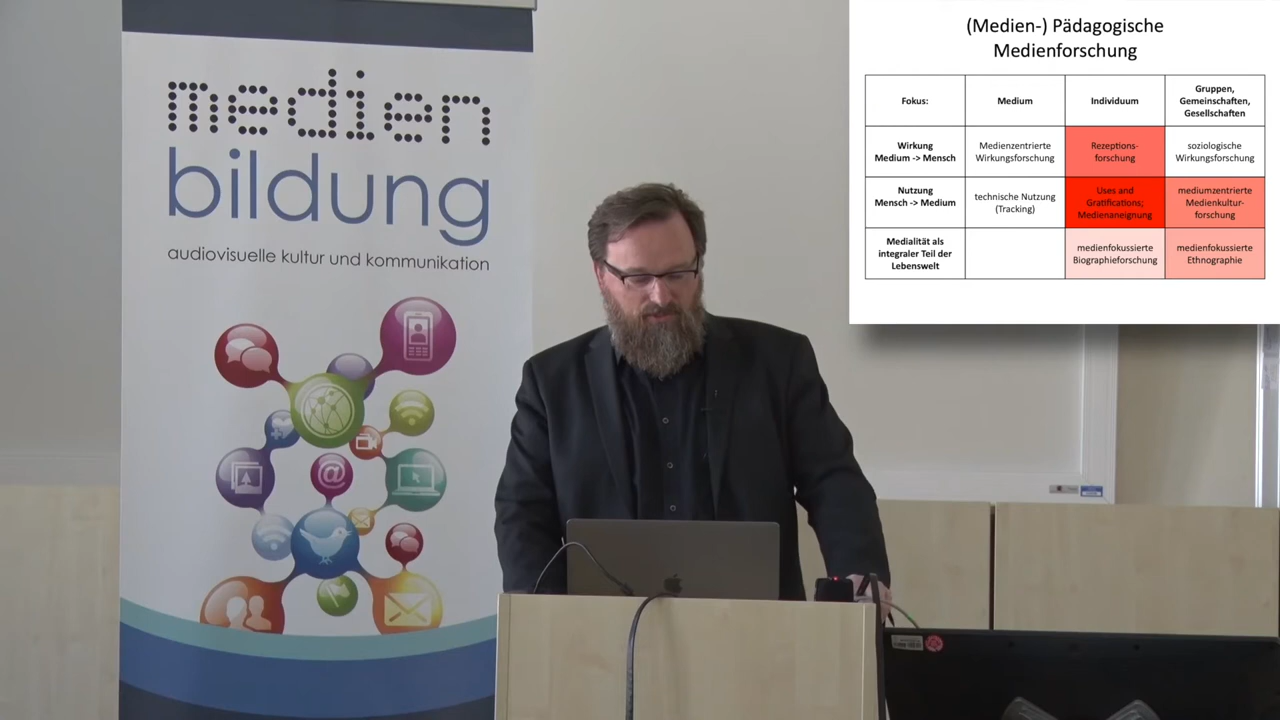 medien
bildung
audiovisuelle kultur und kommunikation
@
(Medien-) Pädagogische
Medienforschung
Fokus:
Medium
Individuum
Gruppen,
Gemeinschaften,
Gesellschaften
Wirkung
Medium -> Mensch
Medienzentrierte
Wirkungsforschung
Rezeptions-
forschung
soziologische
Wirkungsforschung
Nutzung
Mensch -> Medium
technische Nutzung
(Tracking)
Uses and
Gratifications;
Medienaneignung
mediumzentrierte
Medienkultur-
forschung
Medialität als
integraler Teil der
Lebenswelt
medienfokussierte
Biographieforschung
medienfokussierte
Ethnographie